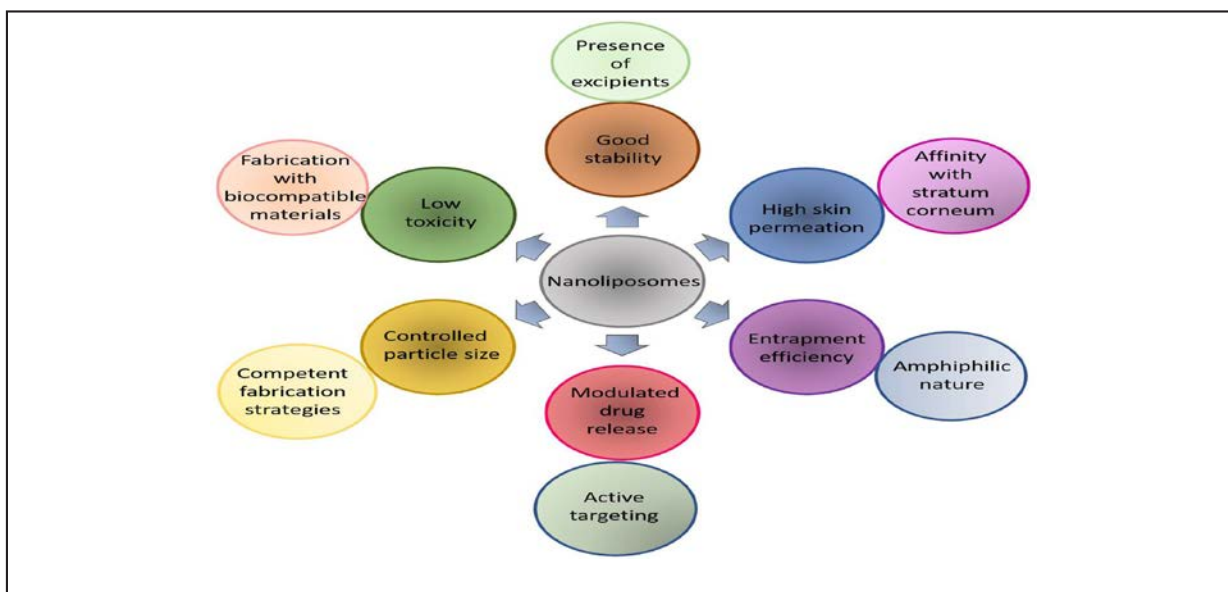 Presence
of
excipients
Good
stability
Fabrication
with
biocompatible
materials
Low
toxicity
High skin
permeation
Affinity
with
stratum
corneum
Nanoliposomes
Controlled
particle size
Competent
fabrication
strategies
Entrapment
efficiency
Amphiphilic
nature
Modulated
drug
release
Active
targeting